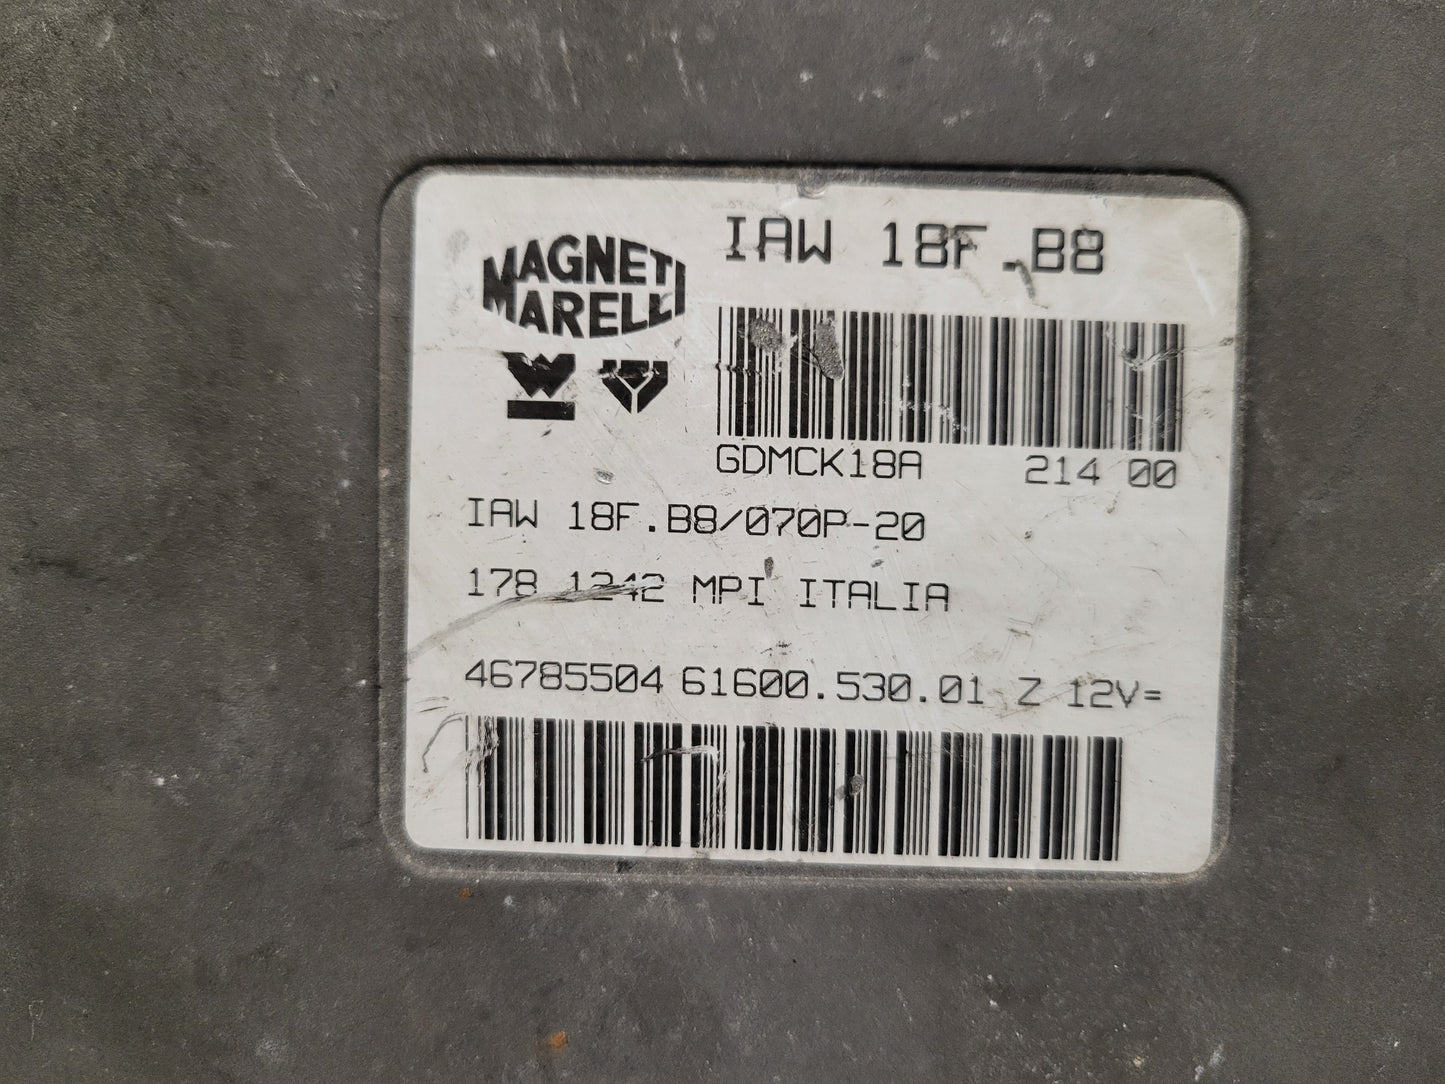 MAGNETI
MARELLI
IAW 18F.B8
GDMCK18A 214 00
IAW 18F.B8/070P-20
178 1242 MPI ITALIA
46785504 61600.530.01 Z 12V=